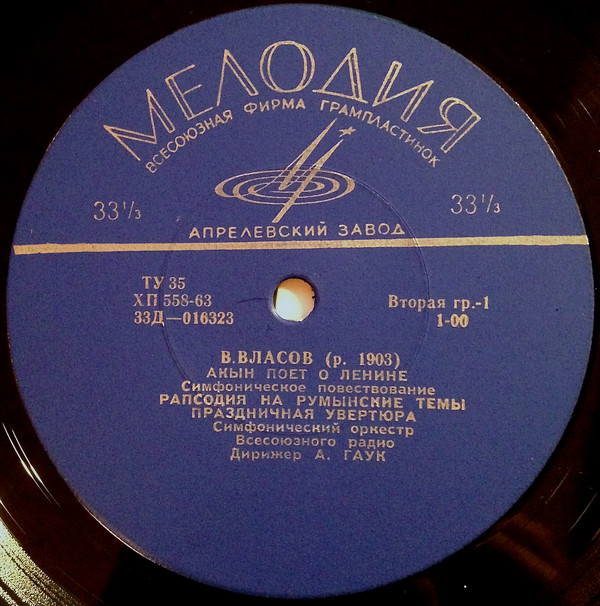 МЕЛОДИЯ
ВСЕСОЮЗНАЯ ФИРМА ГРАМПЛАСТИНОК
33⅓ 33⅓
АПРЕЛЕВСКИЙ ЗАВОД
ТУ 35
ХП 558-63
33Д—016323
Вторая гр.-1
1-00
В.ВЛАСОВ (р. 1903)
АКЫН ПОЕТ О ЛЕНИНЕ
Симфоническое повествование
РАПСОДИЯ НА РУМЫНСКИЕ ТЕМЫ
ПРАЗДНИЧНАЯ УВЕРТЮРА
Симфонический оркестр
Всесоюзного радио
Дирижер А. ГАУК